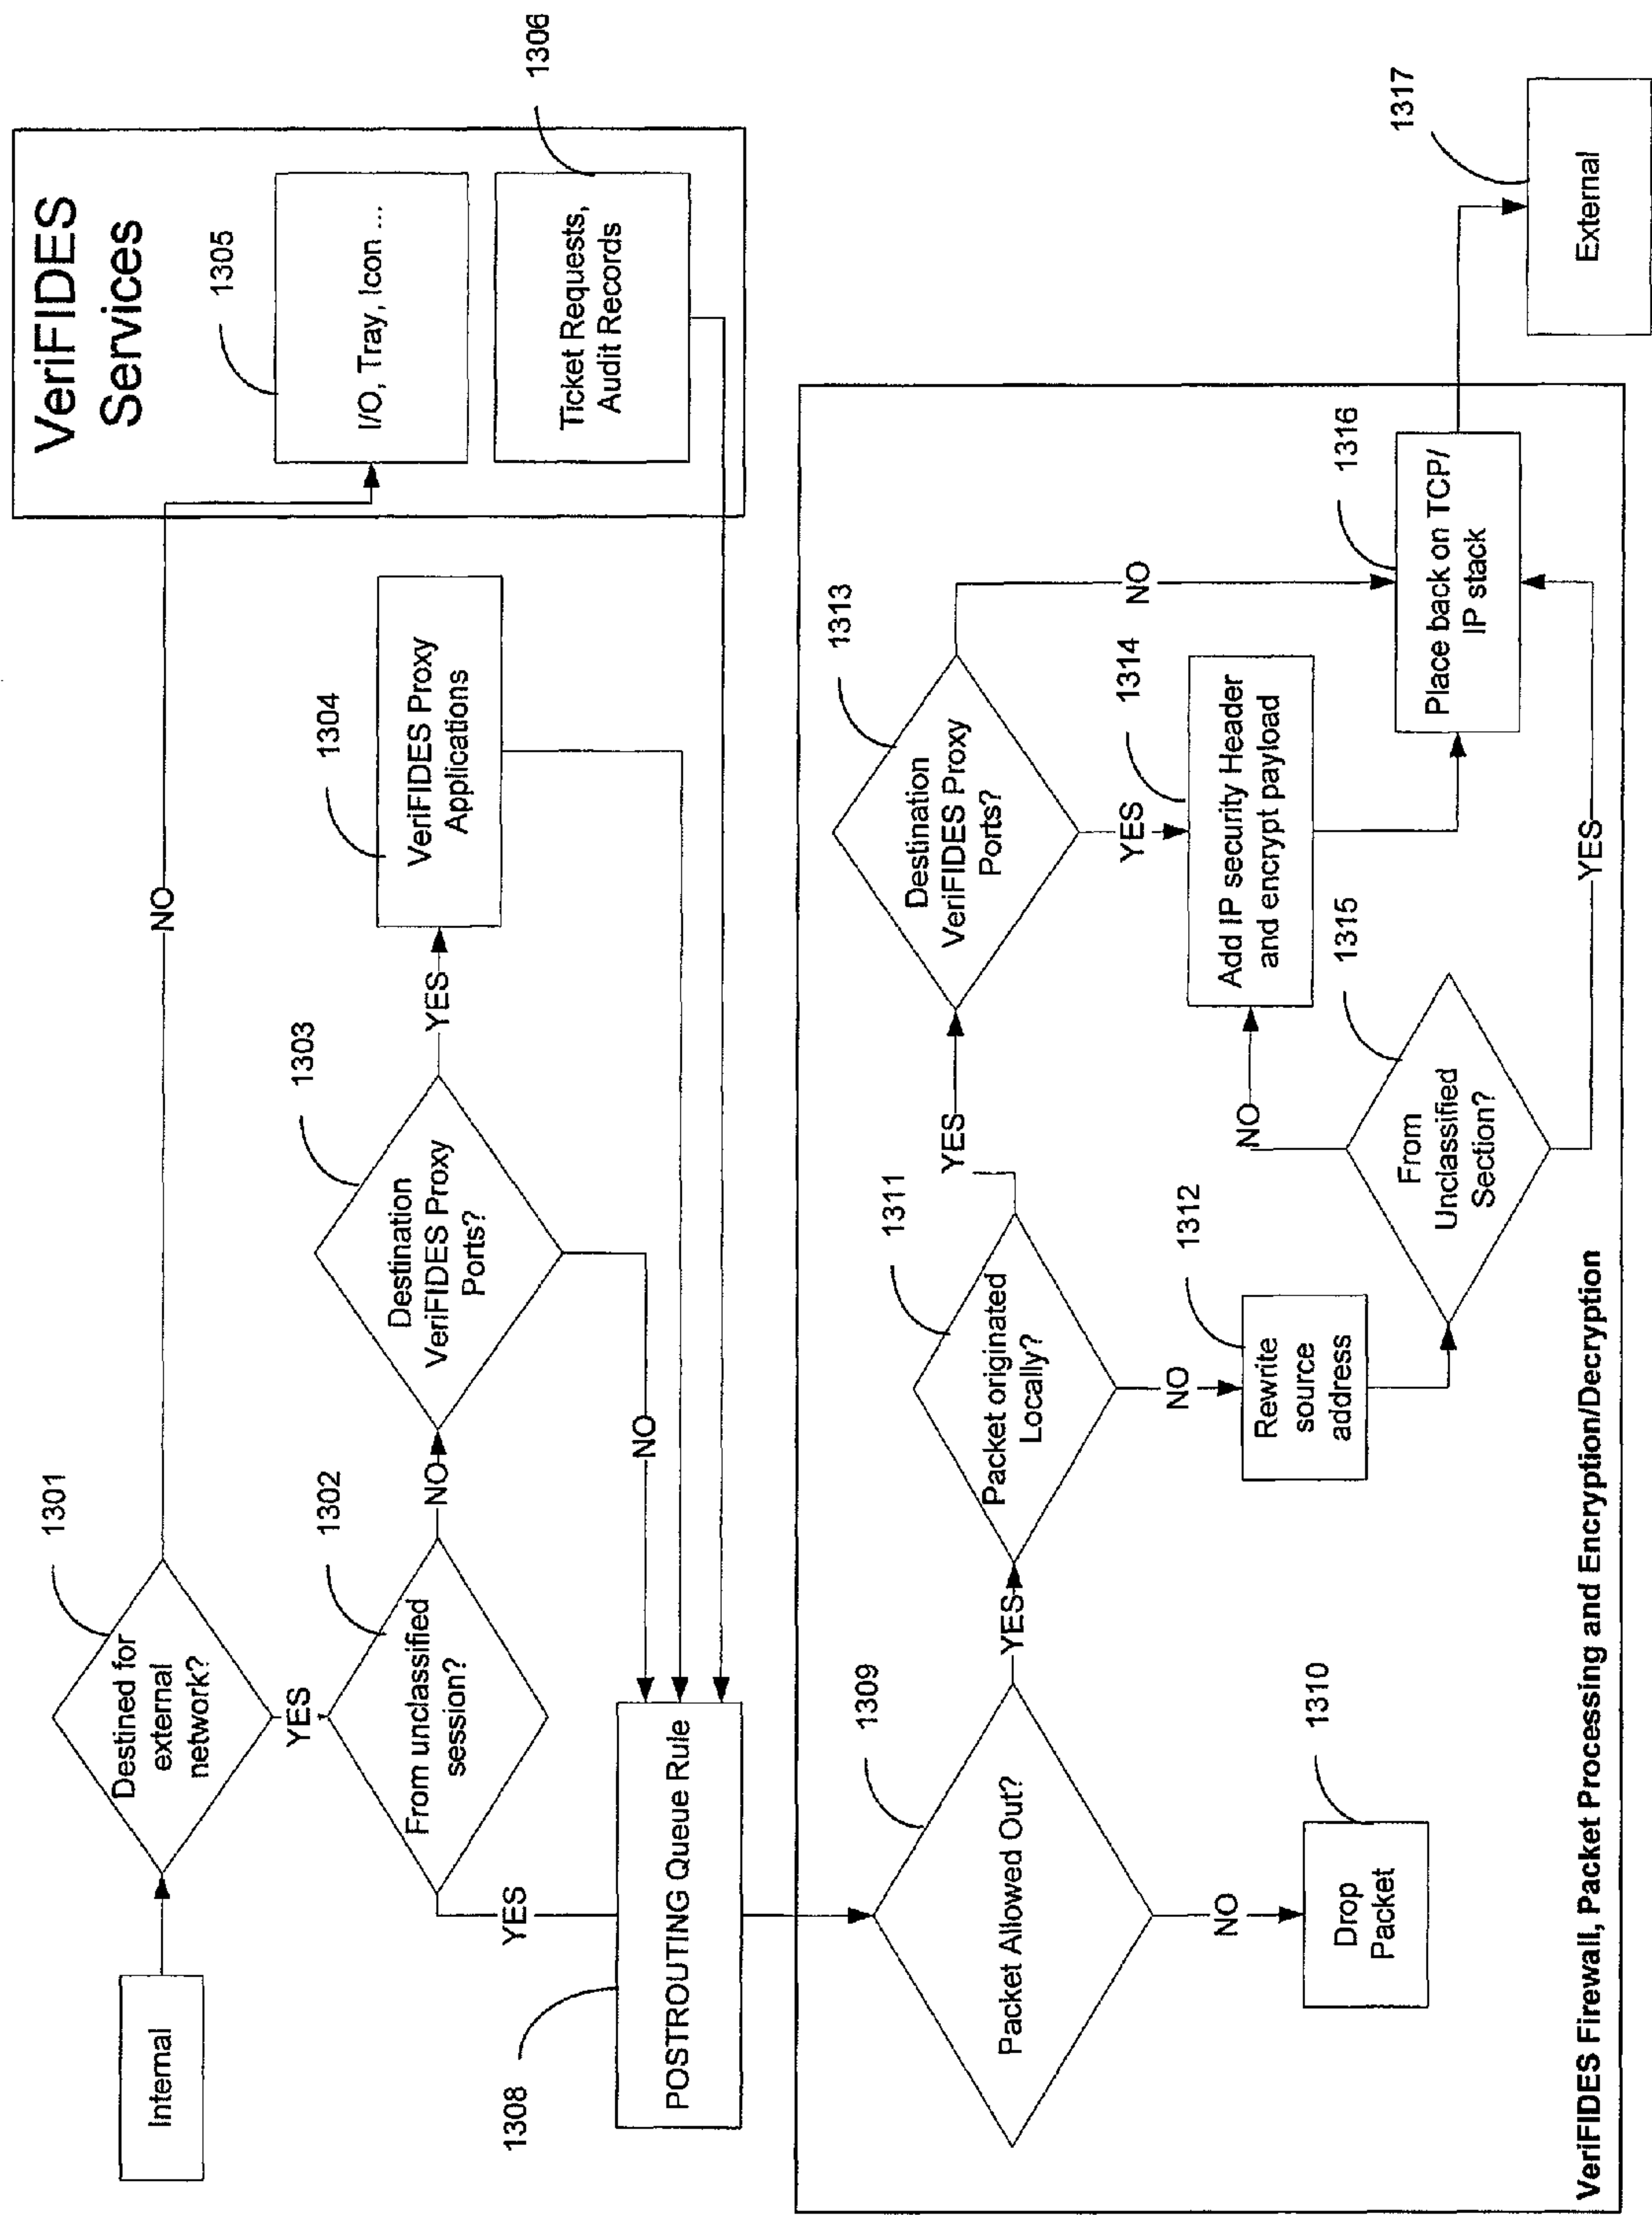 VeriFIDES
Services
1305
I/O, Tray, Icon ...
1306
Ticket Requests,
Audit Records
Internal
1301
Destined for
external
network?
NO
YES
1302
From unclassified
session?
NO
YES
1303
Destination
VeriFIDES Proxy
Ports?
YES
NO
1304
VeriFIDES Proxy
Applications
1308
POSTROUTING Queue Rule
1309
Packet Allowed Out?
YES
NO
1310
Drop
Packet
1311
Packet originated
Locally?
YES
NO
1312
Rewrite
source
address
1313
Destination
VeriFIDES Proxy
Ports?
NO
YES
1314
Add IP security Header
and encrypt payload
1315
From
Unclassified
Section?
NO
YES
1316
Place back on TCP/
IP stack
1317
External
VeriFIDES Firewall, Packet Processing and Encryption/Decryption